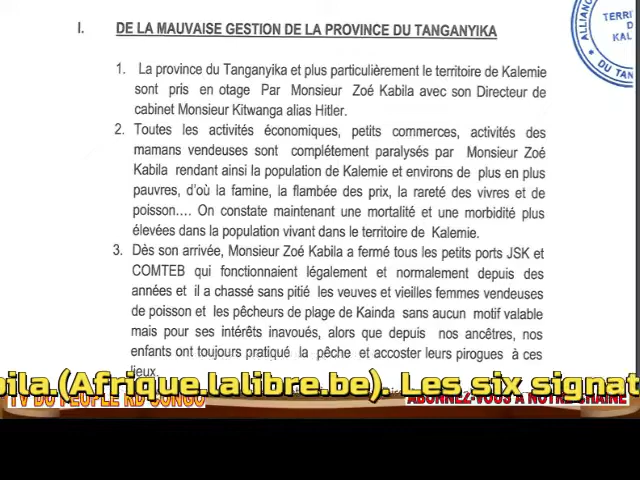 ALLIANC
TERRI
D
KAL
DU TAN
I. DE LA MAUVAISE GESTION DE LA PROVINCE DU TANGANYIKA
1. La province du Tanganyika et plus particulièrement le territoire de Kalemie
sont pris en otage Par Monsieur Zoé Kabila avec son Directeur de
cabinet Monsieur Kitwanga alias Hitler.
2. Toutes les activités économiques, petits commerces, activités des
mamans vendeuses sont complétement paralysés par Monsieur Zoé
Kabila rendant ainsi la population de Kalemie et environs de plus en plus
pauvres, d'où la famine, la flambée des prix, la rareté des vivres et de
poisson…. On constate maintenant une mortalité et une morbidité plus
élevées dans la population vivant dans le territoire de Kalemie.
3. Dès son arrivée, Monsieur Zoé Kabila a fermé tous les petits ports JSK et
COMTEB qui fonctionnaient légalement et normalement depuis des
années et il a chassé sans pitié les veuves et vieilles femmes vendeuses
de poisson et les pêcheurs de plage de Kainda sans aucun motif valable
mais pour ses intérêts inavoués, alors que depuis nos ancêtres, nos
enfants ont toujours pratiqué la pêche et accoster leurs pirogues à ces
lieux.
bila.(Afrique.lalibre.be). Les six signat
TV DU PEUPLE RD CONGO
ABONNEZ-VOUS A NOTRE CHAINE